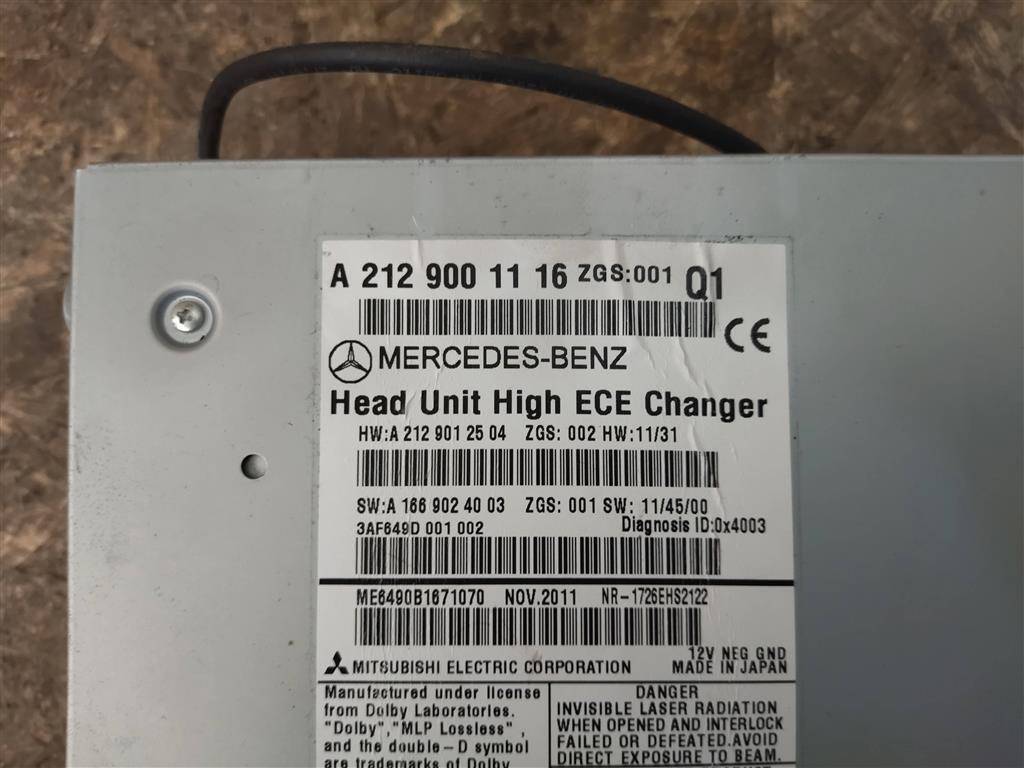 A 212 900 11 16 ZGS:001 Q1
CE
MERCEDES-BENZ
Head Unit High ECE Changer
HW:A 212 901 25 04 ZGS: 002 HW:11/31
SW:A 166 902 40 03 ZGS: 001 SW: 11/45/00
3AF649D 001 002 Diagnosis ID:0x4003
ME6490B1671070 NOV.2011 NR-1726EHS2122
12V NEG GND
MITSUBISHI ELECTRIC CORPORATION MADE IN JAPAN
Manufactured under license
from Dolby Laboratories.
"Dolby","MLP Lossless",
and the double-D symbol
are trademarks of Dolby
DANGER
INVISIBLE LASER RADIATION
WHEN OPENED AND INTERLOCK
FAILED OR DEFEATED.AVOID
DIRECT EXPOSURE TO BEAM.